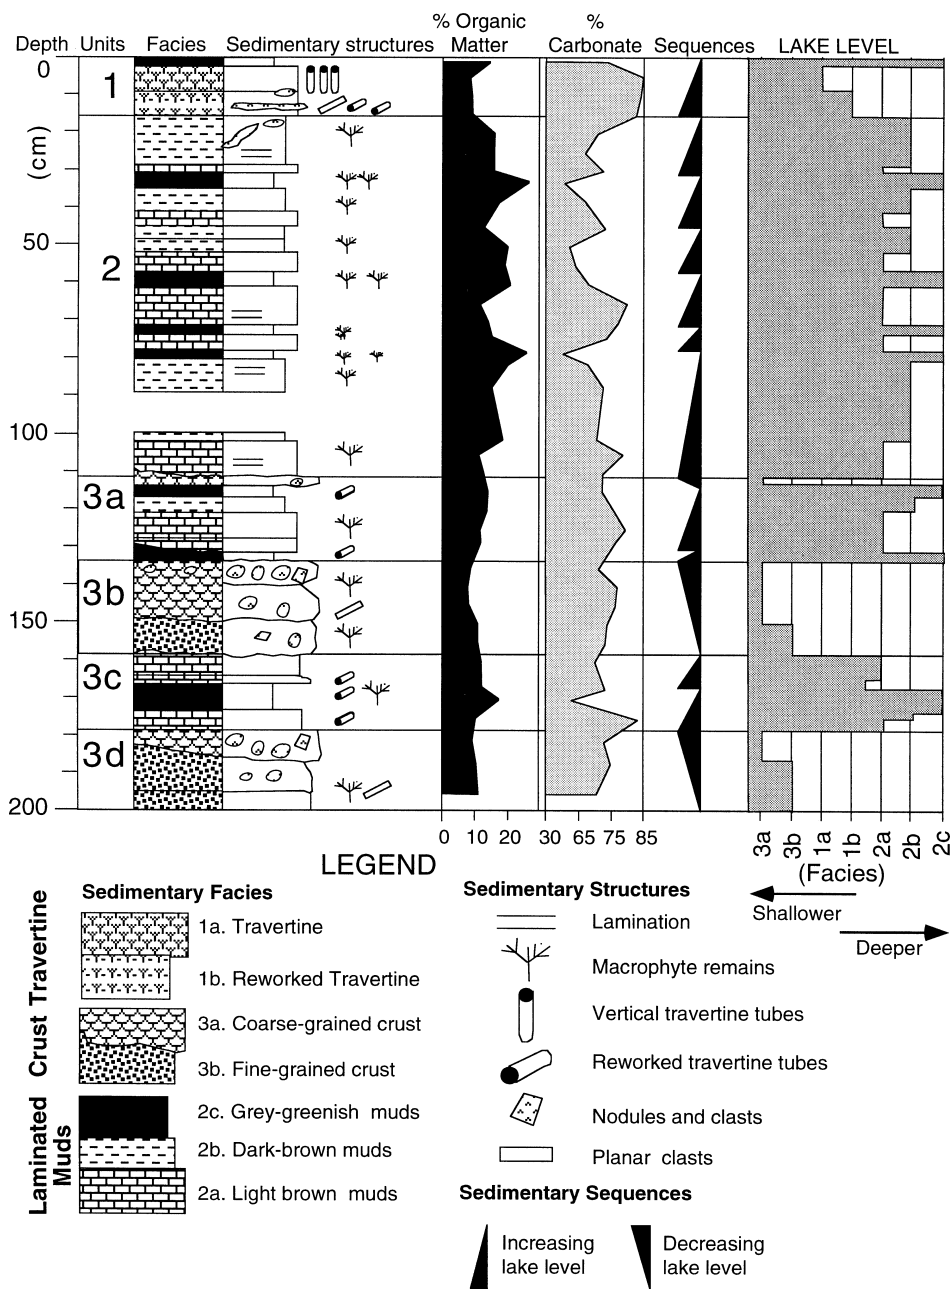 % Organic
%
Depth Units Facies Sedimentary structures Matter Carbonate Sequences LAKE LEVEL
0
1
(cm)
50
2
100
3a
3b
150
3c
3d
200
0 10 20 30 65 75 85
3a 3b 1a 1b 2a 2b 2c
(Facies)
Shallower
Deeper
LEGEND
Sedimentary Facies
Travertine
1a. Travertine
1b. Reworked Travertine
Crust
3a. Coarse-grained crust
3b. Fine-grained crust
Laminated
Muds
2c. Grey-greenish muds
2b. Dark-brown muds
2a. Light brown muds
Sedimentary Structures
Lamination
Macrophyte remains
Vertical travertine tubes
Reworked travertine tubes
Nodules and clasts
Planar clasts
Sedimentary Sequences
Increasing
lake level
Decreasing
lake level